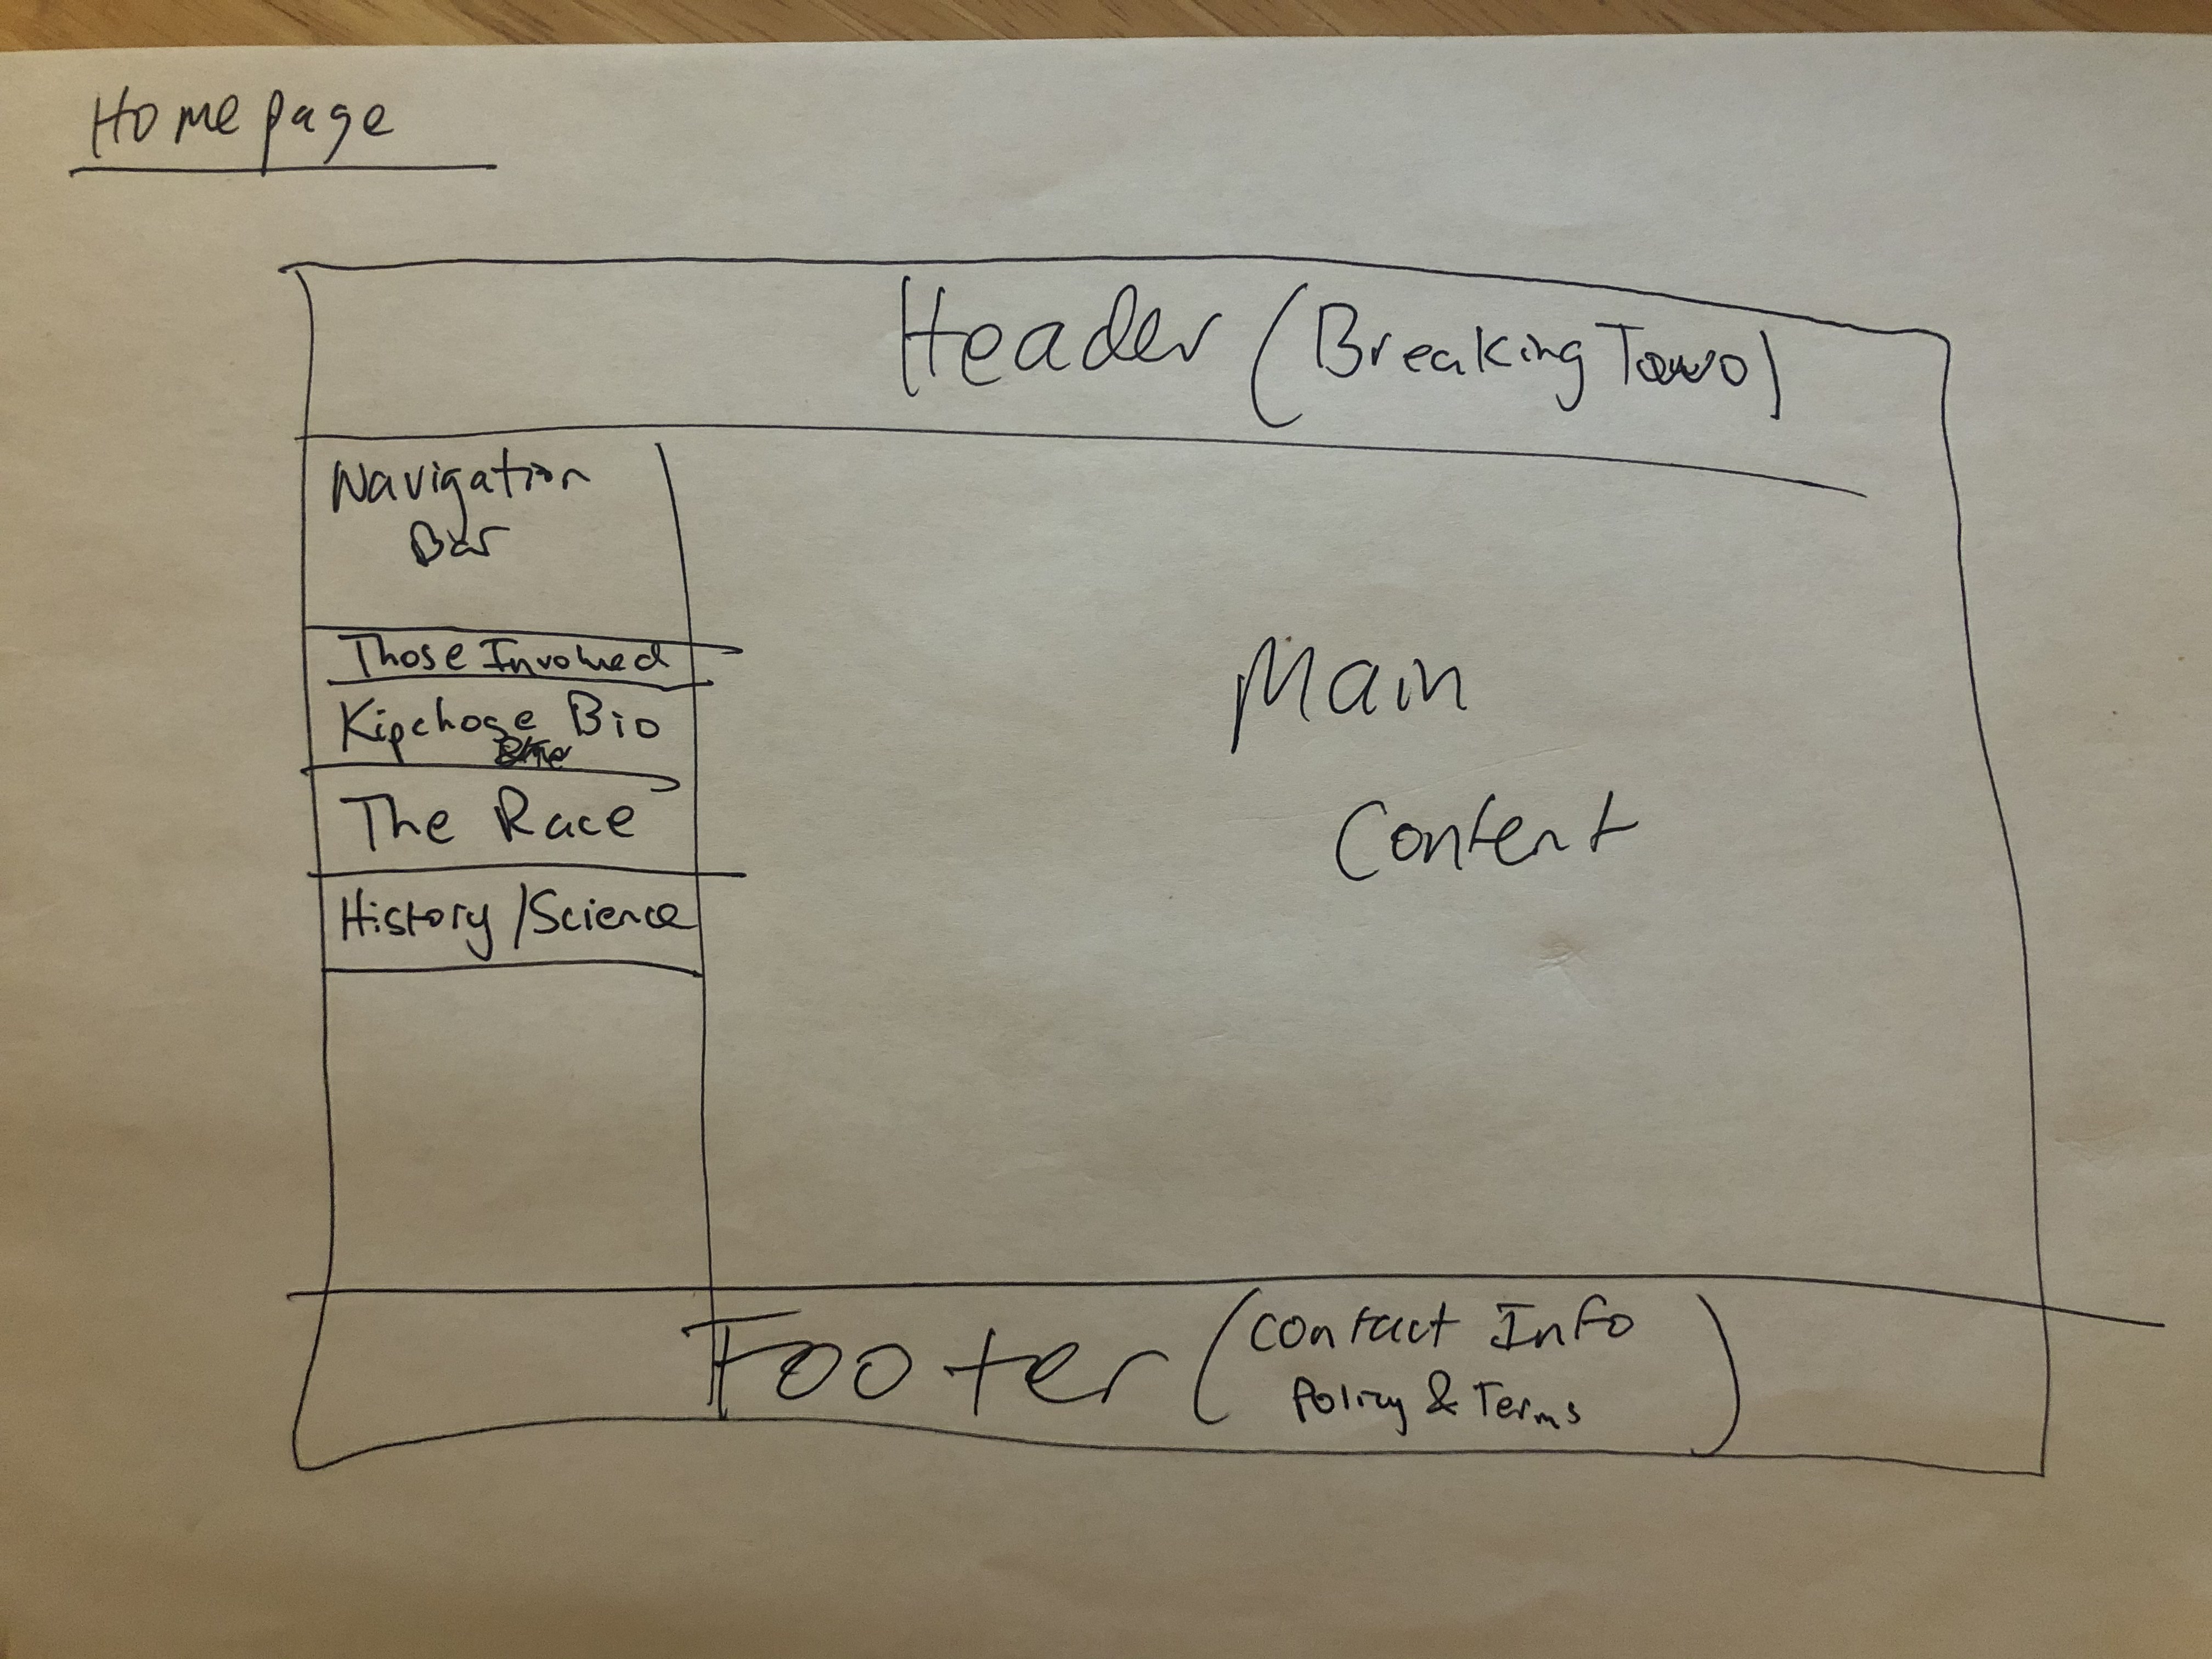 Homepage
Header (Breaking Two)
Navigation
Bar
Those Involved
Kipchoge Bio
The Race
History/Science
Main
Content
Footer (Contact Info
Policy & Terms)